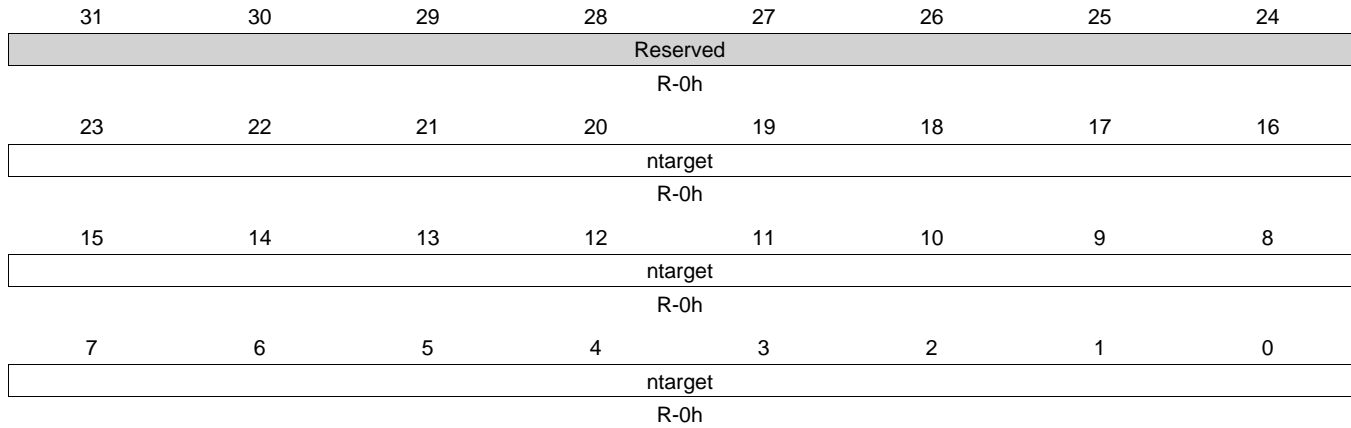 31 30 29 28 27 26 25 24
Reserved
R-0h
23 22 21 20 19 18 17 16
ntarget
R-0h
15 14 13 12 11 10 9 8
ntarget
R-0h
7 6 5 4 3 2 1 0
ntarget
R-0h